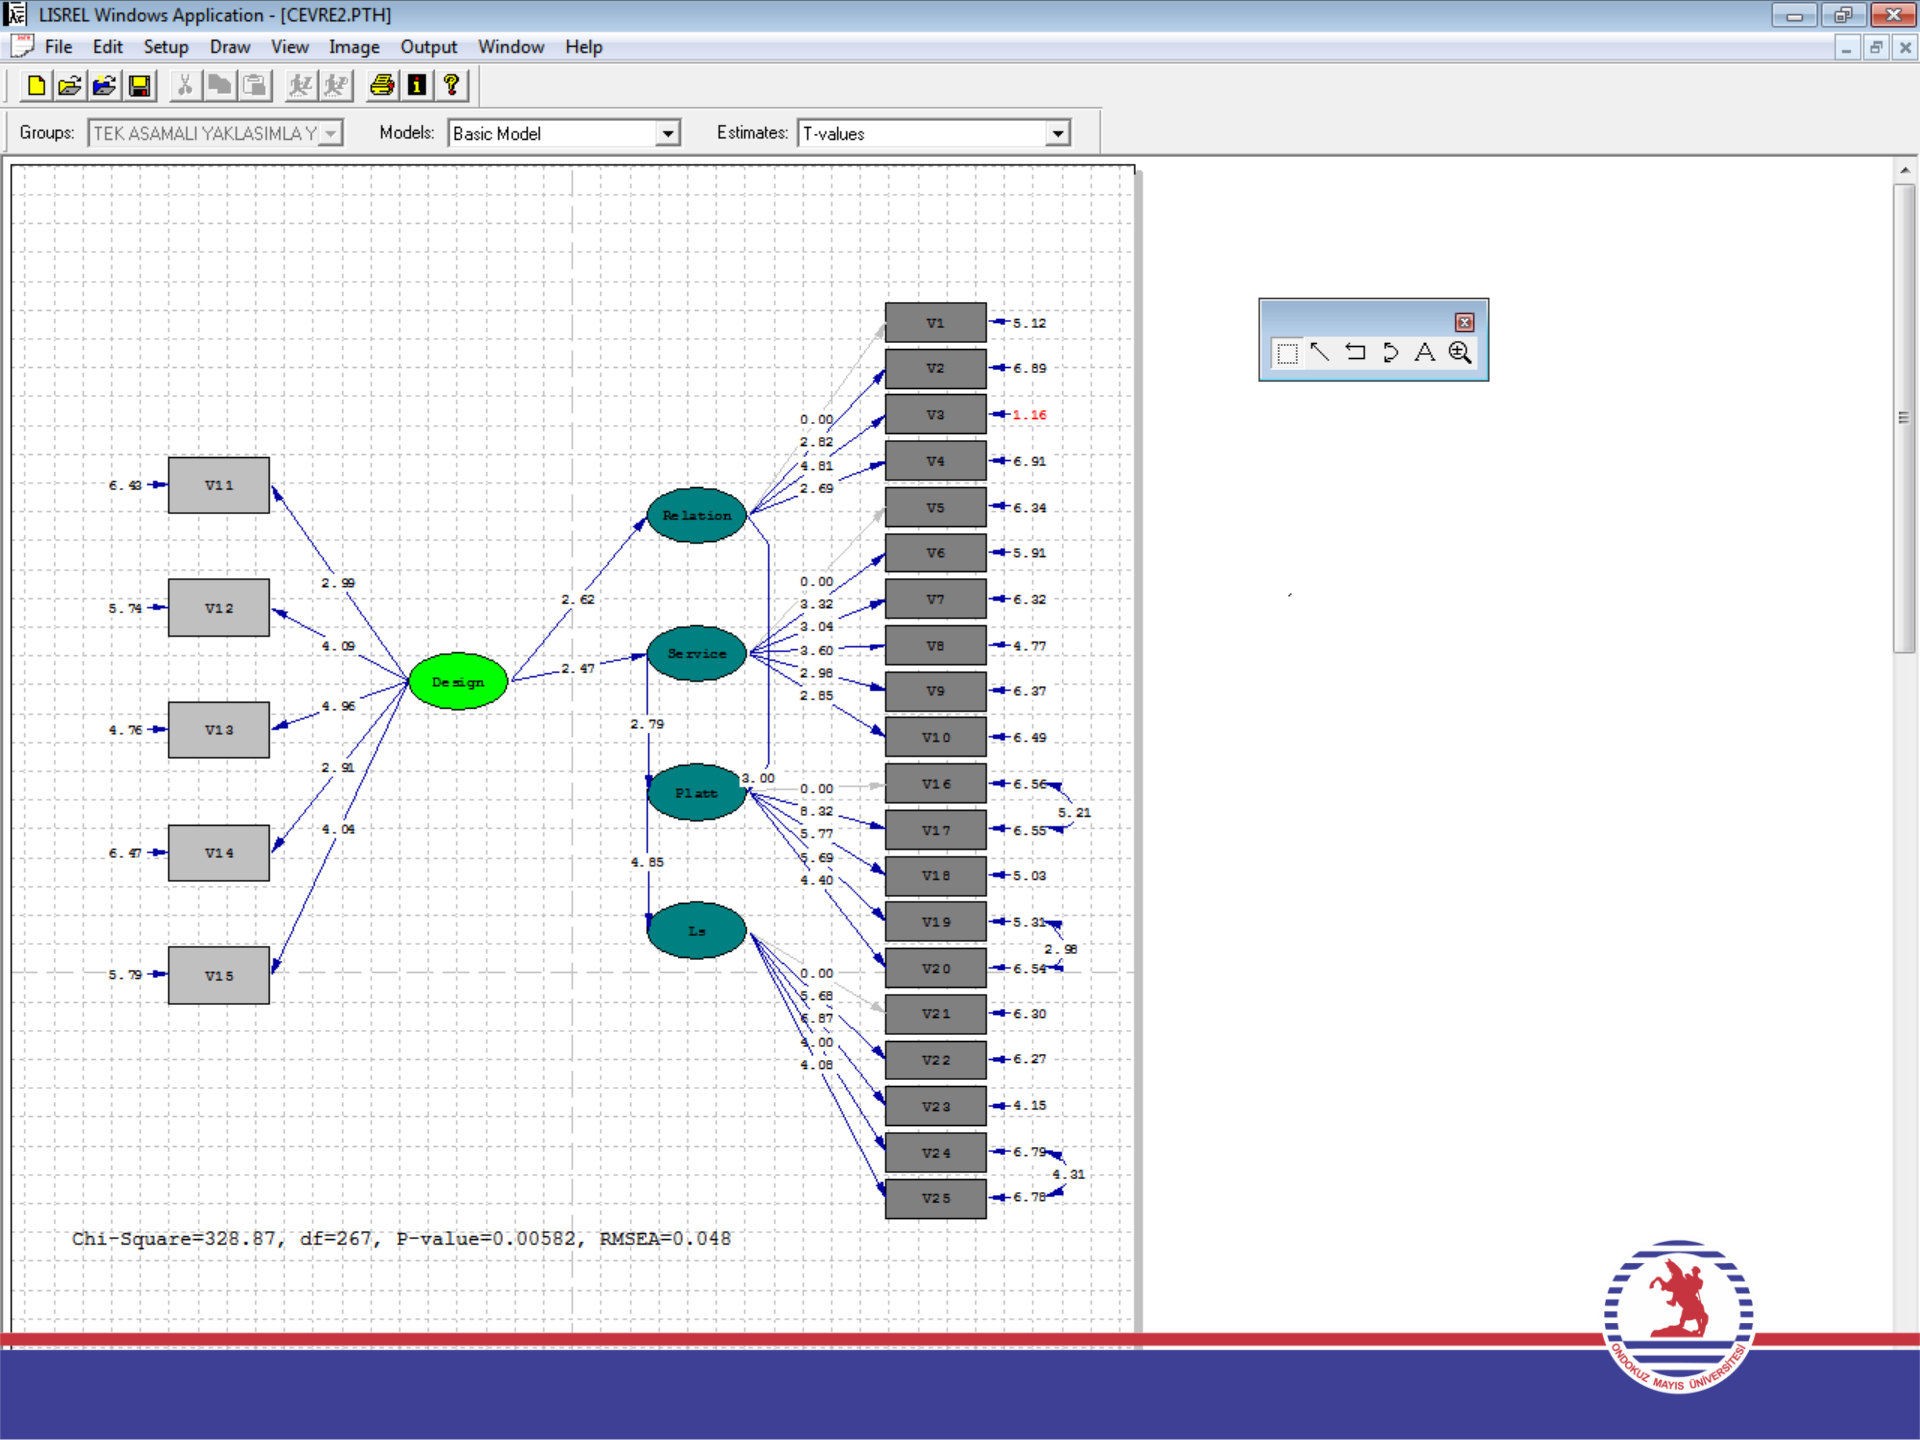 LISREL Windows Application - [CEVRE2.PTH]
File Edit Setup Draw View Image Output Window Help
Groups: TEK ASAMALI YAKLASIMLA Y Models: Basic Model Estimates: T-values
V1 5.12
V2 6.89
V3 1.16
0.00
2.82
V4 6.91
4.81
6.43 V11
2.69
V5 6.34
Relation
V6 5.91
2.99
0.00
2.62
V7 6.32
3.32
5.74 V12
3.04
4.09
V8 4.77
3.60
Service
2.47
2.98
Design
V9 6.37
2.85
4.96
2.79
4.76 V13
V10 6.49
2.91
3.00
V16 6.56
0.00
Platt
8.32
5.21
4.04
V17 6.55
5.77
6.47 V14
5.69
4.85
V18 5.03
4.40
V19 5.31
Ls
2.98
V20 6.54
0.00
5.79 V15
5.68
V21 6.30
6.87
4.00
V22 6.27
4.08
V23 4.15
V24 6.79
4.31
V25 6.78
Chi-Square=328.87, df=267, P-value=0.00582, RMSEA=0.048
ONDOKUZ MAYIS ÜNİVERSİTESİ